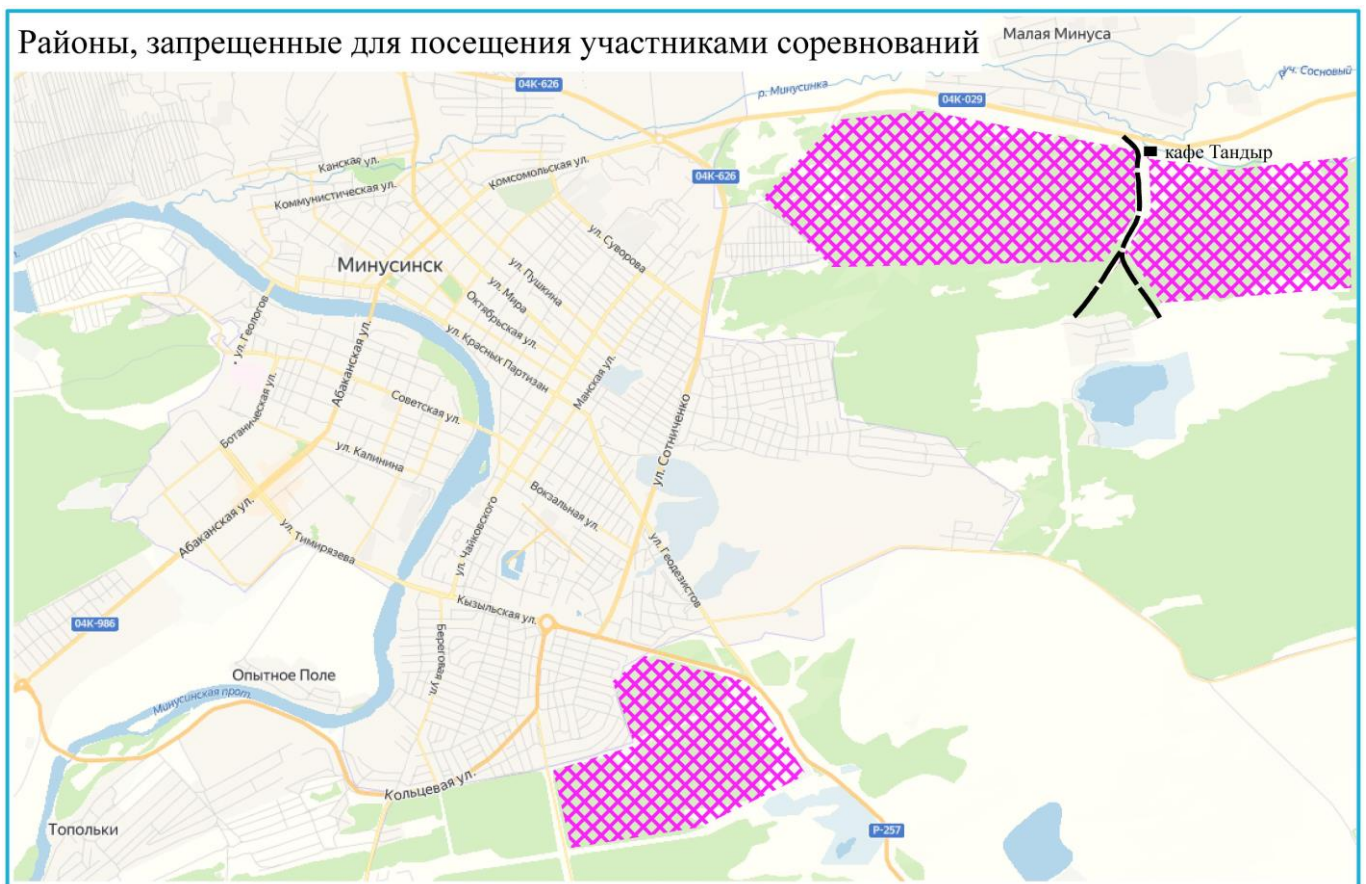 Районы, запрещенные для посещения участниками соревнований
Малая Минуса
уч. Сосновый
04К-626
р. Минусинка
04К-029
кафе Тандыр
Канская ул.
Комсомольская ул.
04К-626
Коммунистическая ул.
ул. Суворова
Минусинск
ул. Пушкина
ул. Мира
Октябрьская ул.
ул. Геологов
Абаканская ул.
ул. Красных Партизан
Манская ул.
Советская ул.
Ботаническая ул.
ул. Сотниченко
ул. Калинина
Вокзальная ул.
Абаканская ул.
ул. Тимирязева
ул. Чайковского
ул. Геодезистов
Кызыльская ул.
04К-986
Береговая ул.
Опытное Поле
Минусинская прот.
Кольцевая ул.
Топольки
Р-257